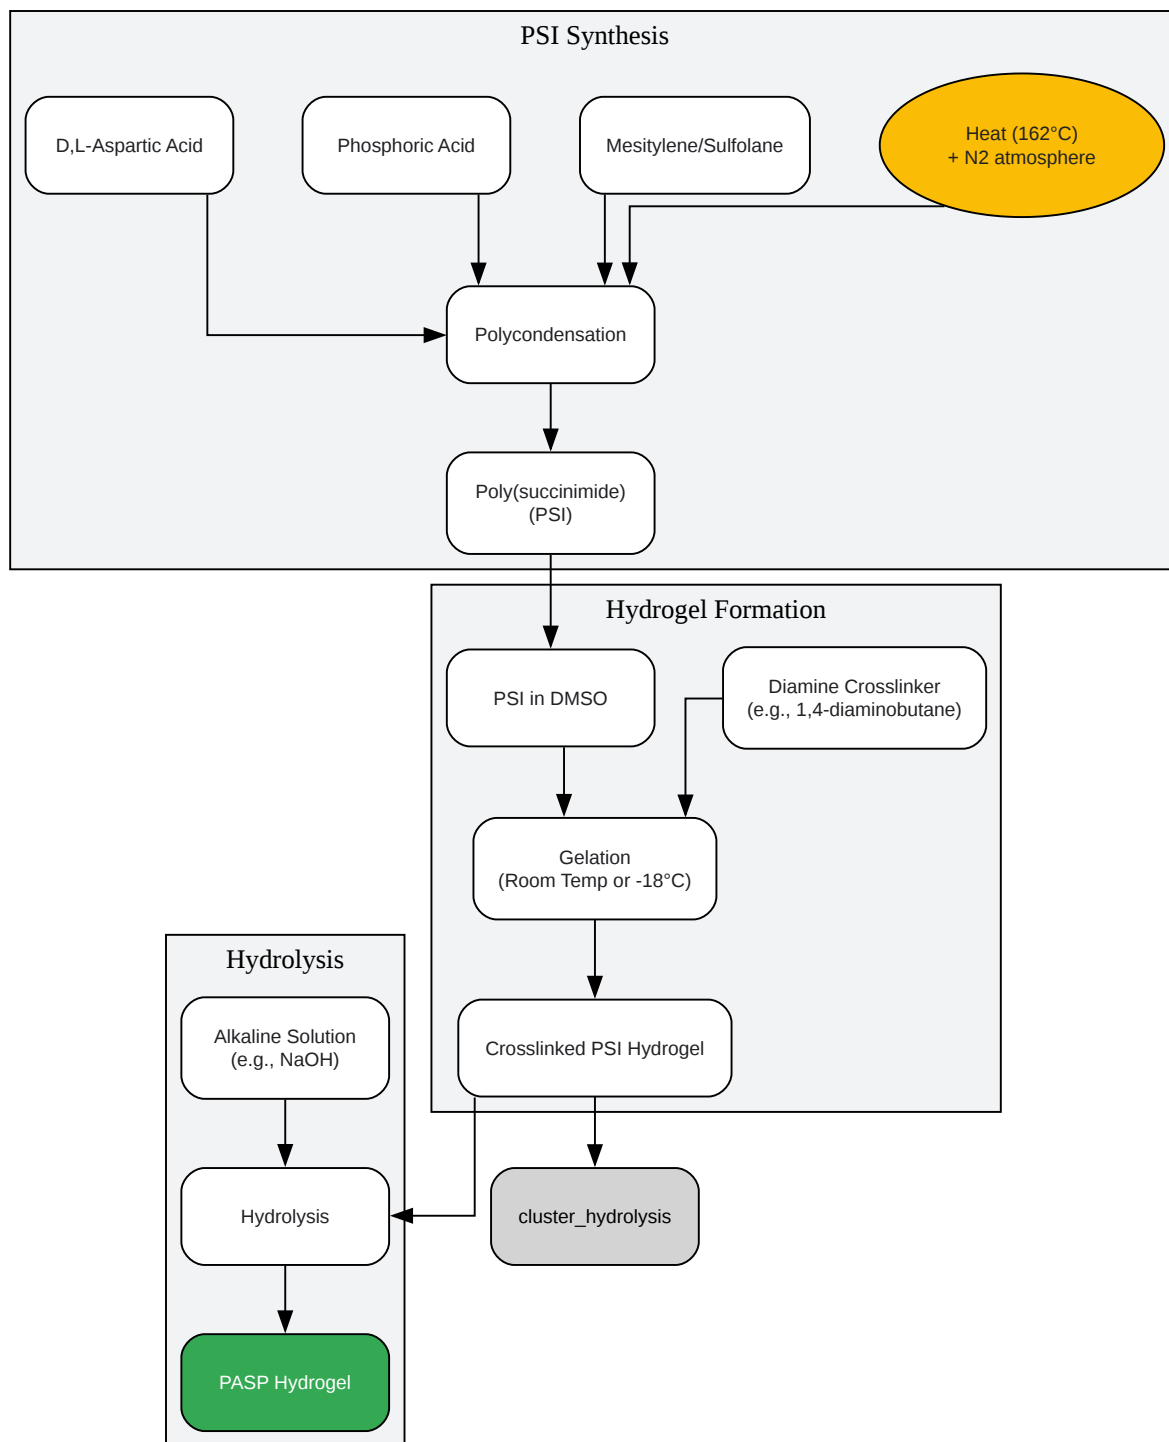 PSI Synthesis
D,L-Aspartic Acid
Phosphoric Acid
Mesitylene/Sulfolane
Heat (162°C)
+ N2 atmosphere
Polycondensation
Poly(succinimide)
(PSI)
Hydrogel Formation
PSI in DMSO
Diamine Crosslinker
(e.g., 1,4-diaminobutane)
Gelation
(Room Temp or -18°C)
Crosslinked PSI Hydrogel
Hydrolysis
Alkaline Solution
(e.g., NaOH)
Hydrolysis
cluster_hydrolysis
PASP Hydrogel